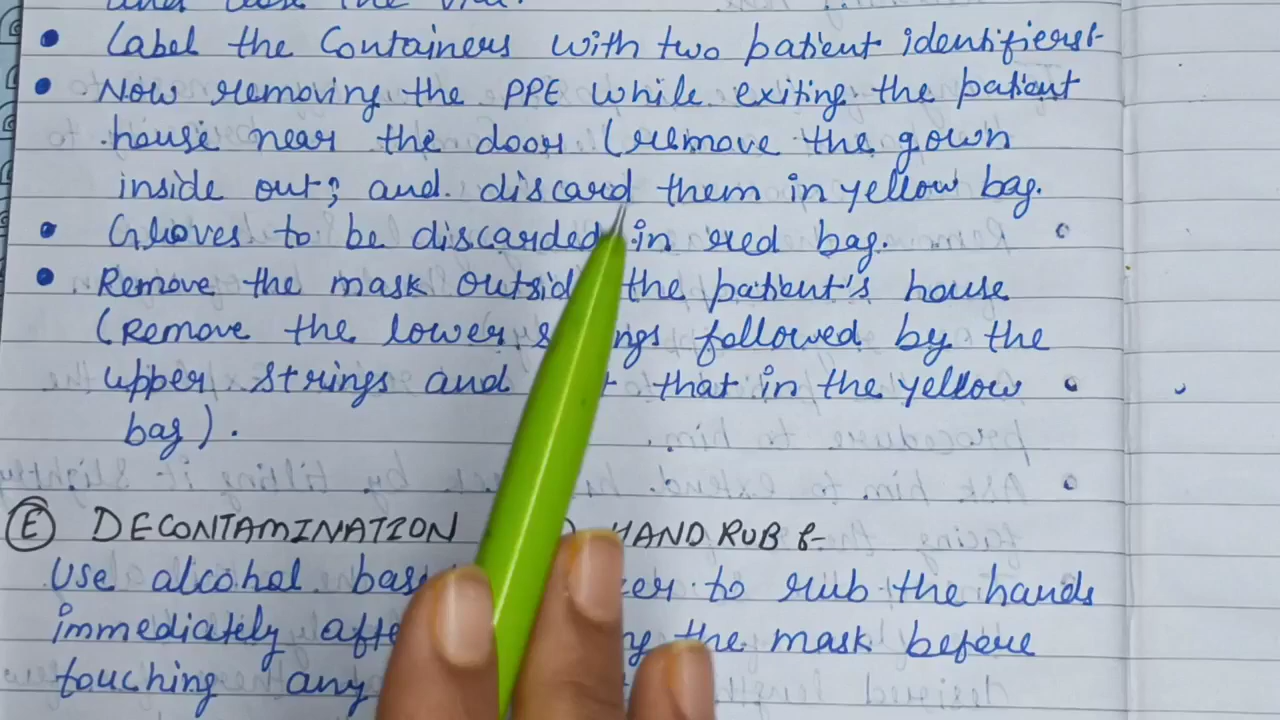 • Label the Containers with two patient identifiers:-
• Now removing the PPE while exiting the patient
house near the door (remove the gown
inside out; and discard them in yellow bag.
• Gloves to be discarded in red bag.
• Remove the mask outsid the patient's house
(Remove the lower s ngs followed by the
upper strings and that in the yellow
bag).
(E) DECONTAMINATION HAND RUB :-
Use alcohol bas to rub the hands
immediately afte the mask before
touching any